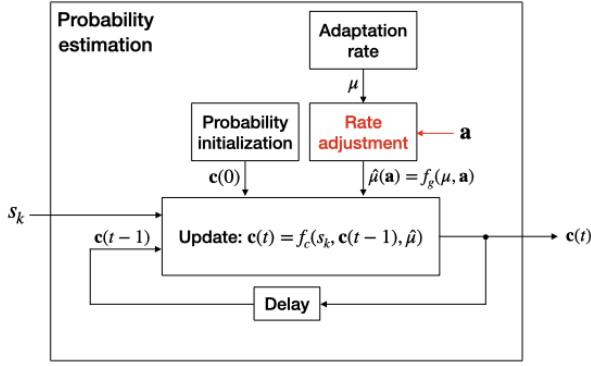 Probability
estimation
Adaptation
rate
μ
Probability
initialization
Rate
adjustment
a
c(0)
μ̂(a) = f_g(μ, a)
s_k
c(t − 1)
Update: c(t) = f_c(s_k, c(t − 1), μ̂)
c(t)
Delay